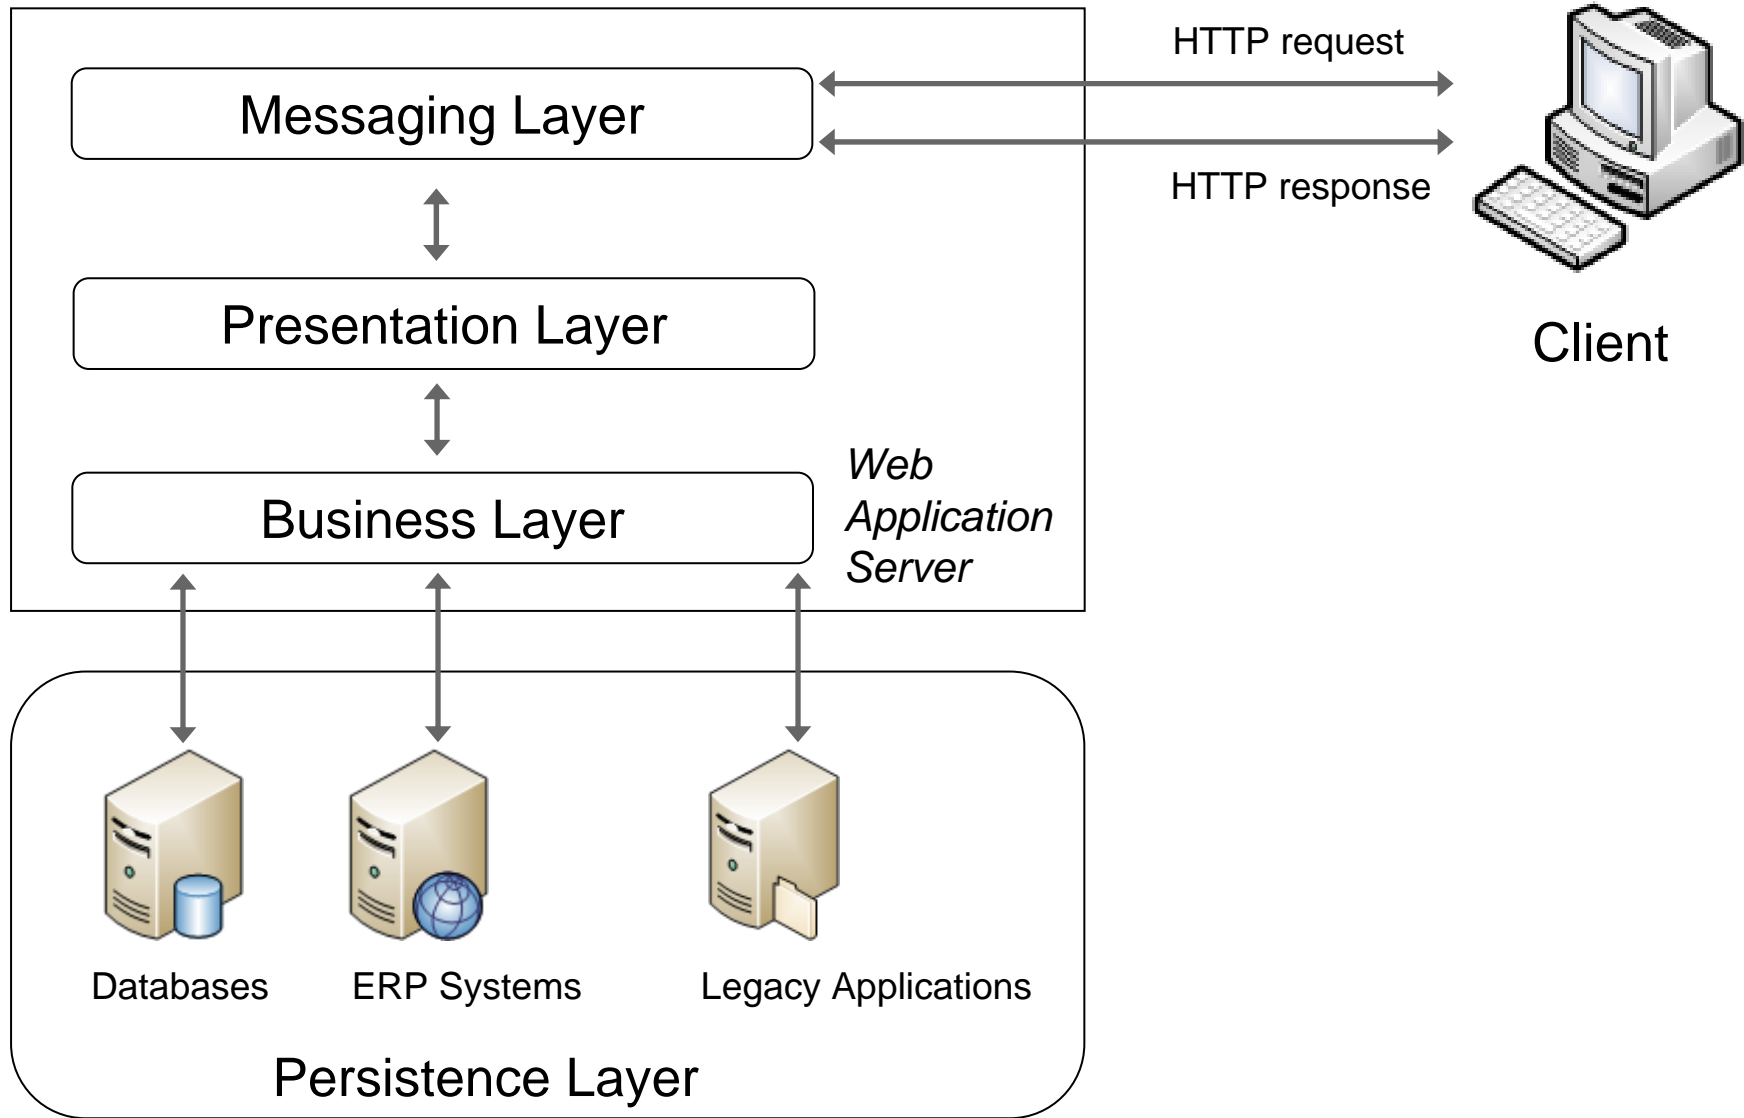 HTTP request
Messaging Layer
HTTP response
Presentation Layer
Client
Web
Application
Server
Business Layer
Databases
ERP Systems
Legacy Applications
Persistence Layer